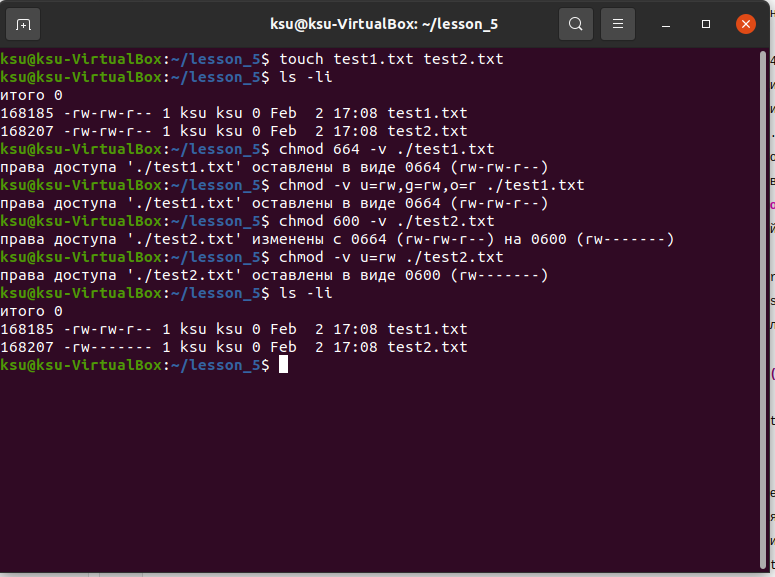 ksu@ksu-VirtualBox: ~/lesson_5
ksu@ksu-VirtualBox:~/lesson_5$ touch test1.txt test2.txt
ksu@ksu-VirtualBox:~/lesson_5$ ls -li
итого 0
168185 -rw-rw-r-- 1 ksu ksu 0 Feb  2 17:08 test1.txt
168207 -rw-rw-r-- 1 ksu ksu 0 Feb  2 17:08 test2.txt
ksu@ksu-VirtualBox:~/lesson_5$ chmod 664 -v ./test1.txt
права доступа './test1.txt' оставлены в виде 0664 (rw-rw-r--)
ksu@ksu-VirtualBox:~/lesson_5$ chmod -v u=rw,g=rw,o=r ./test1.txt
права доступа './test1.txt' оставлены в виде 0664 (rw-rw-r--)
ksu@ksu-VirtualBox:~/lesson_5$ chmod 600 -v ./test2.txt
права доступа './test2.txt' изменены с 0664 (rw-rw-r--) на 0600 (rw-------)
ksu@ksu-VirtualBox:~/lesson_5$ chmod -v u=rw ./test2.txt
права доступа './test2.txt' оставлены в виде 0600 (rw-------)
ksu@ksu-VirtualBox:~/lesson_5$ ls -li
итого 0
168185 -rw-rw-r-- 1 ksu ksu 0 Feb  2 17:08 test1.txt
168207 -rw------- 1 ksu ksu 0 Feb  2 17:08 test2.txt
ksu@ksu-VirtualBox:~/lesson_5$